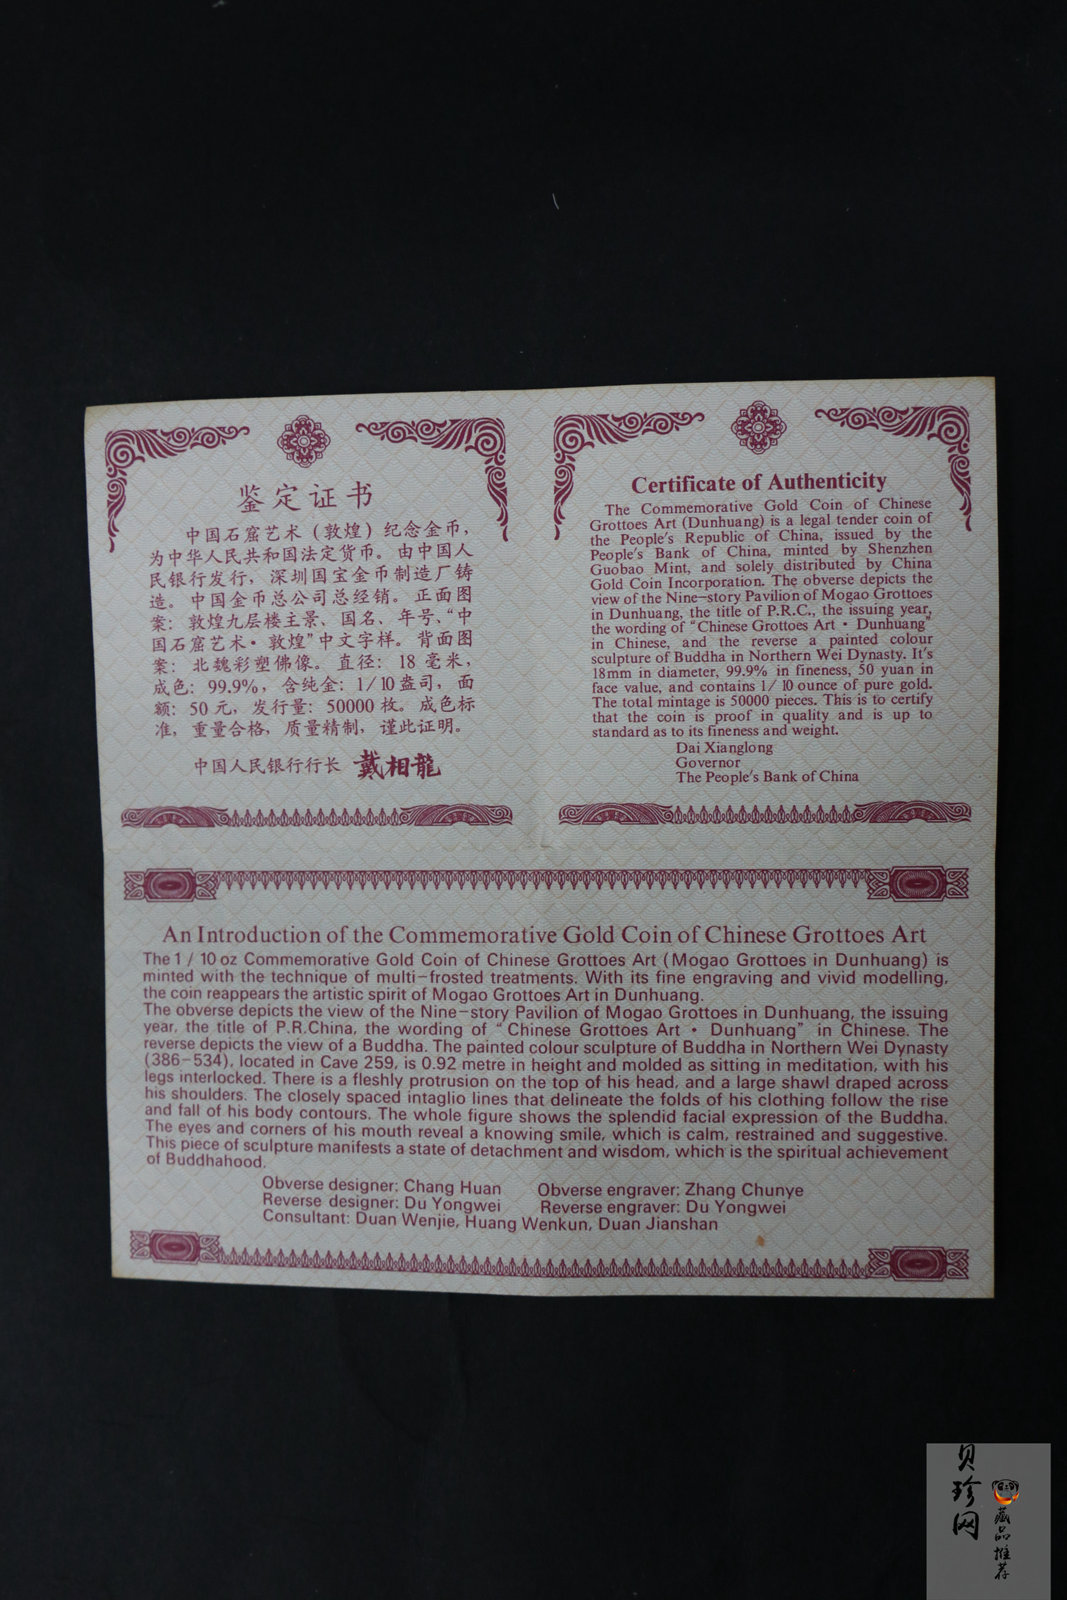 鉴定证书
中国石窟艺术（敦煌）纪念金币，
为中华人民共和国法定货币。由中国人
民银行发行，深圳国宝金币制造厂铸
造。中国金币总公司总经销。正面图
案：敦煌九层楼主景、国名、年号、“中
国石窟艺术·敦煌”中文字样。背面图
案：北魏彩塑佛像。直径：18毫米，
成色：99.9%，含纯金：1/10盎司，面
额：50元，发行量：50000枚。成色标
准，重量合格，质量精制，谨此证明。
中国人民银行行长 戴相龍
Certificate of Authenticity
The Commemorative Gold Coin of Chinese
Grottoes Art (Dunhuang) is a legal tender coin of
the People's Republic of China, issued by the
People's Bank of China, minted by Shenzhen
Guobao Mint, and solely distributed by China
Gold Coin Incorporation. The obverse depicts the
view of the Nine-story Pavilion of Mogao Grottoes
in Dunhuang, the title of P.R.C., the issuing year,
the wording of "Chinese Grottoes Art · Dunhuang"
in Chinese, and the reverse a painted colour
sculpture of Buddha in Northern Wei Dynasty. It's
18mm in diameter, 99.9% in fineness, 50 yuan in
face value, and contains 1/10 ounce of pure gold.
The total mintage is 50000 pieces. This is to certify
that the coin is proof in quality and is up to
standard as to its fineness and weight.
Dai Xianglong
Governor
The People's Bank of China
An Introduction of the Commemorative Gold Coin of Chinese Grottoes Art
The 1/10 oz Commemorative Gold Coin of Chinese Grottoes Art (Mogao Grottoes in Dunhuang) is
minted with the technique of multi-frosted treatments. With its fine engraving and vivid modelling,
the coin reappears the artistic spirit of Mogao Grottoes Art in Dunhuang.
The obverse depicts the view of the Nine-story Pavilion of Mogao Grottoes in Dunhuang, the issuing
year, the title of P.R.China, the wording of "Chinese Grottoes Art · Dunhuang" in Chinese. The
reverse depicts the view of a Buddha. The painted colour sculpture of Buddha in Northern Wei Dynasty
(386-534), located in Cave 259, is 0.92 metre in height and molded as sitting in meditation, with his
legs interlocked. There is a fleshly protrusion on the top of his head, and a large shawl draped across
his shoulders. The closely spaced intaglio lines that delineate the folds of his clothing follow the rise
and fall of his body contours. The whole figure shows the splendid facial expression of the Buddha.
The eyes and corners of his mouth reveal a knowing smile, which is calm, restrained and suggestive.
This piece of sculpture manifests a state of detachment and wisdom, which is the spiritual achievement
of Buddhahood.
Obverse designer: Chang Huan Obverse engraver: Zhang Chunye
Reverse designer: Du Yongwei Reverse engraver: Du Yongwei
Consultant: Duan Wenjie, Huang Wenkun, Duan Jianshan
贝珍网
藏品推荐